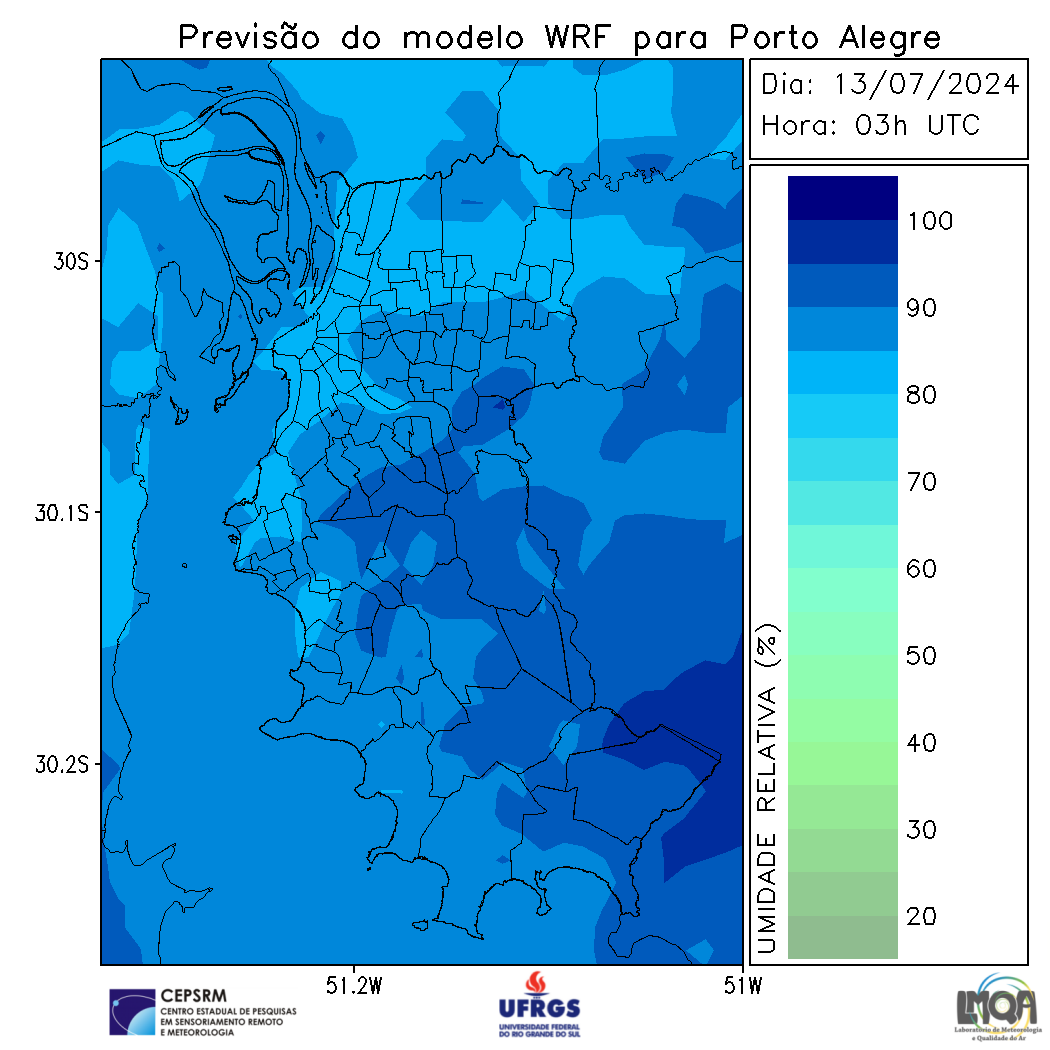 Previsão do modelo WRF para Porto Alegre
Dia: 13/07/2024
Hora: 03h UTC
30S
30.1S
30.2S
51.2W
51W
UMIDADE RELATIVA (%)
100
90
80
70
60
50
40
30
20
CEPSRM
CENTRO ESTADUAL DE PESQUISAS
EM SENSORIAMENTO REMOTO
E METEOROLOGIA
UFRGS
UNIVERSIDADE FEDERAL
DO RIO GRANDE DO SUL
LMQA
Laboratório de Meteorologia
e Qualidade do Ar